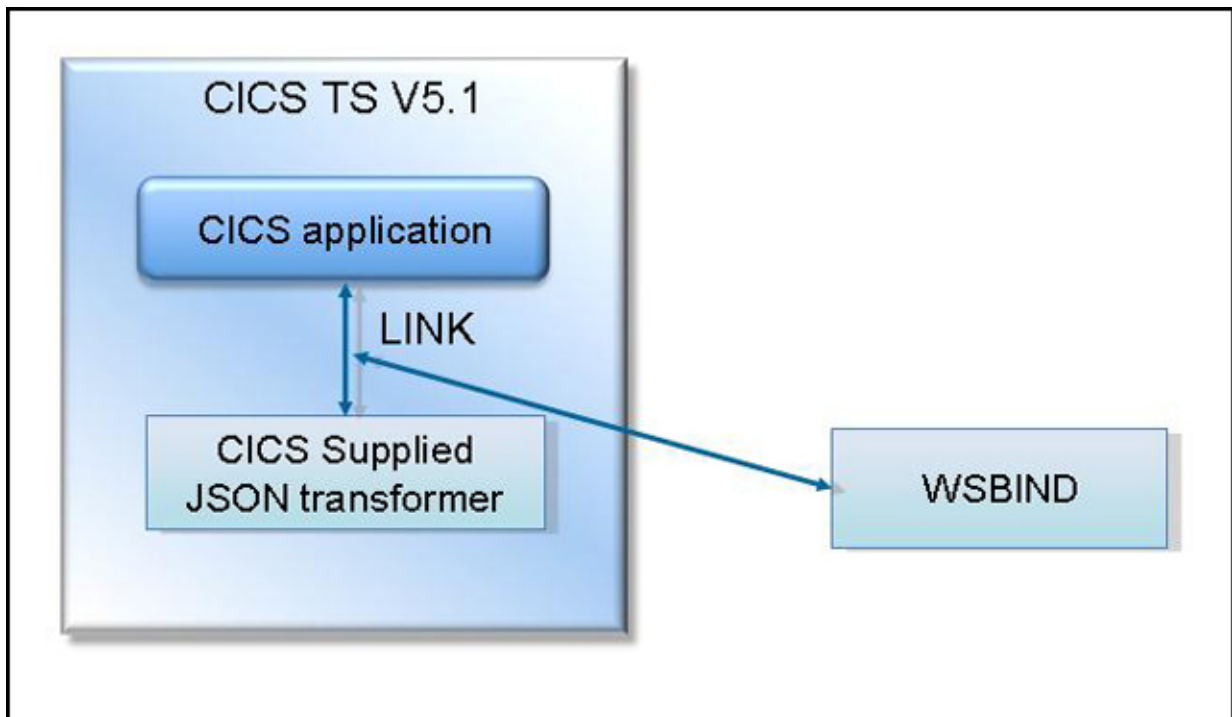 CICS TS V5.1
CICS application
LINK
CICS Supplied
JSON transformer
WSBIND